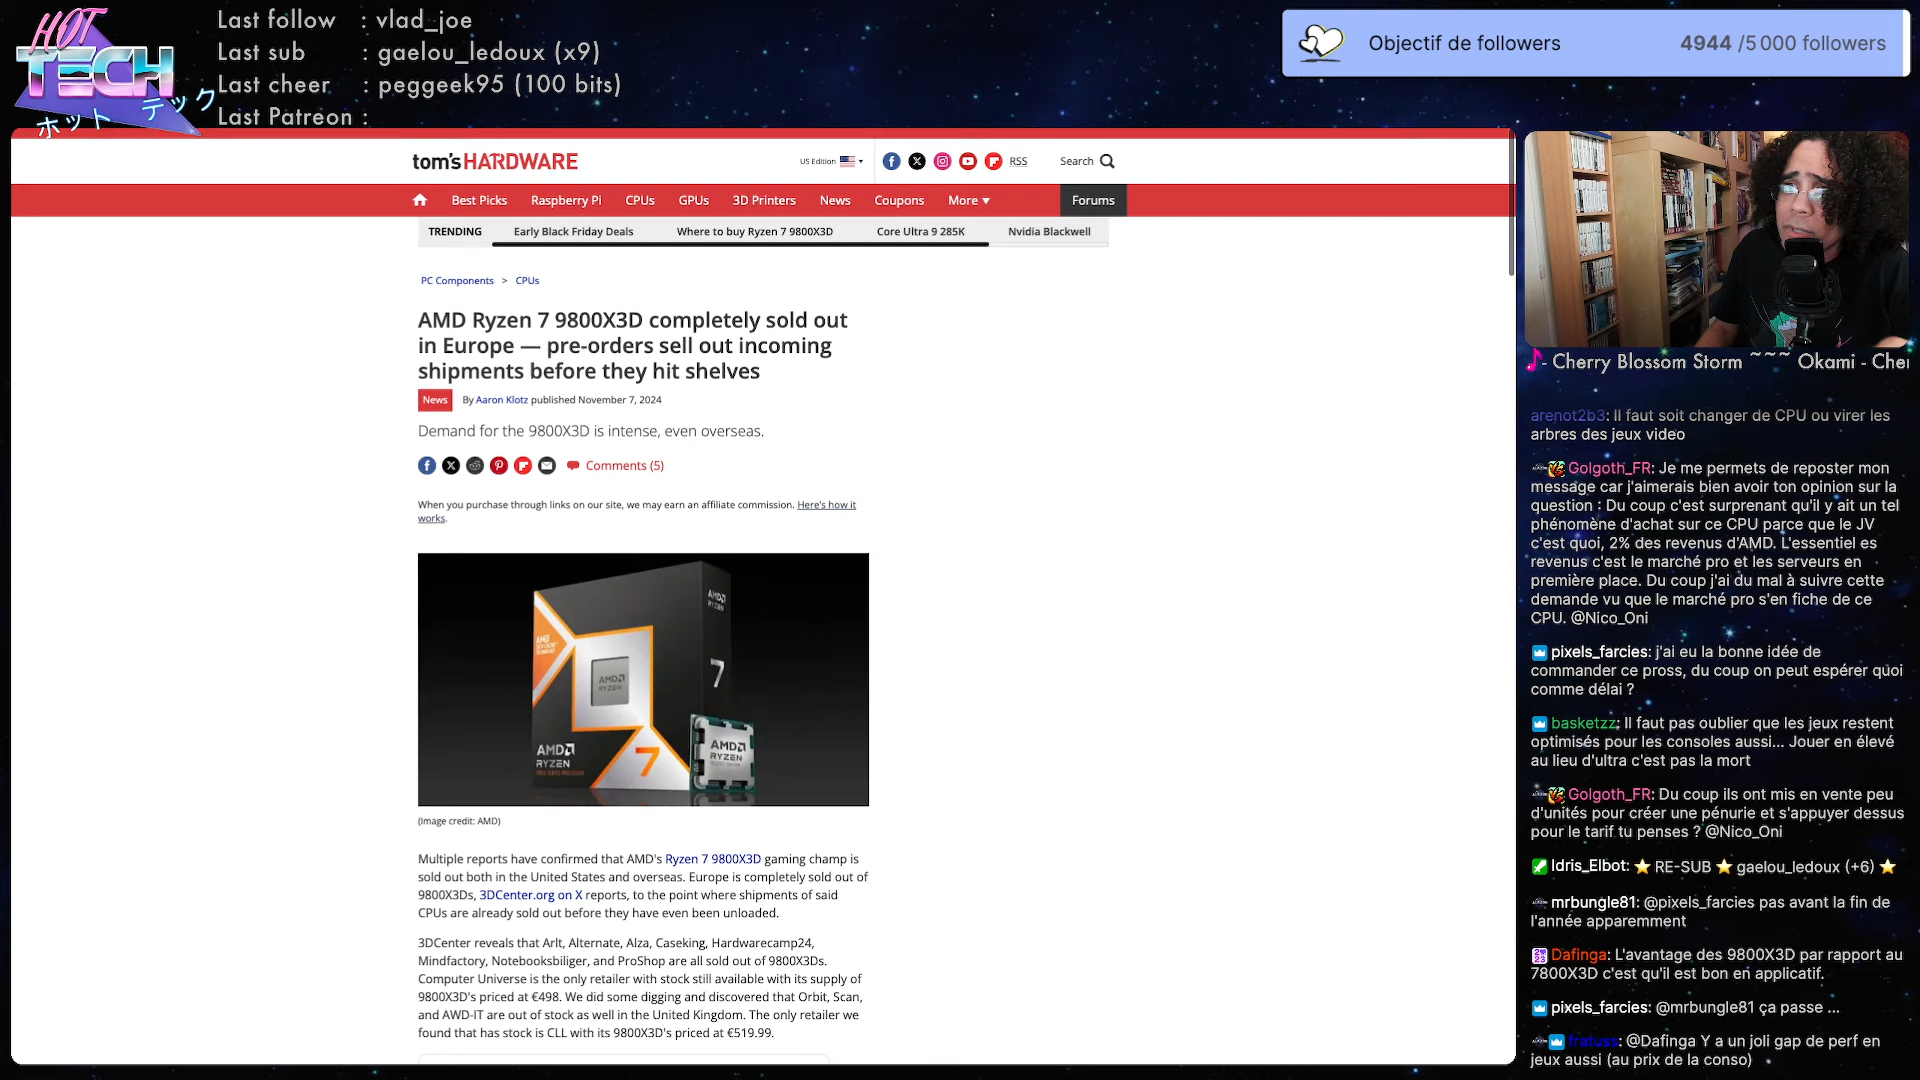 HOT
TECH
ホット テック
Last follow : vlad_joe
Last sub : gaelou_ledoux (x9)
Last cheer : peggeek95 (100 bits)
Last Patreon :
Objectif de followers 4944 /5 000 followers
tom's HARDWARE
US Edition
RSS
Search
Best Picks Raspberry Pi CPUs GPUs 3D Printers News Coupons More ▼ Forums
TRENDING Early Black Friday Deals Where to buy Ryzen 7 9800X3D Core Ultra 9 285K Nvidia Blackwell
PC Components > CPUs
AMD Ryzen 7 9800X3D completely sold out
in Europe — pre-orders sell out incoming
shipments before they hit shelves
News By Aaron Klotz published November 7, 2024
Demand for the 9800X3D is intense, even overseas.
Comments (5)
When you purchase through links on our site, we may earn an affiliate commission. Here's how it
works.
AMD
RYZEN
7
AMD
RYZEN
AMD
RYZEN
7
AMD
RYZEN
(Image credit: AMD)
Multiple reports have confirmed that AMD's Ryzen 7 9800X3D gaming champ is
sold out both in the United States and overseas. Europe is completely sold out of
9800X3Ds, 3DCenter.org on X reports, to the point where shipments of said
CPUs are already sold out before they have even been unloaded.
3DCenter reveals that Arlt, Alternate, Alza, Caseking, Hardwarecamp24,
Mindfactory, Notebooksbiliger, and ProShop are all sold out of 9800X3Ds.
Computer Universe is the only retailer with stock still available with its supply of
9800X3D's priced at €498. We did some digging and discovered that Orbit, Scan,
and AWD-IT are out of stock as well in the United Kingdom. The only retailer we
found that has stock is CLL with its 9800X3D's priced at €519.99.
- Cherry Blossom Storm ~~~ Okami - Cher
arenot2b3: Il faut soit changer de CPU ou virer les
arbres des jeux video
Golgoth_FR: Je me permets de reposter mon
message car j'aimerais bien avoir ton opinion sur la
question : Du coup c'est surprenant qu'il y ait un tel
phénomène d'achat sur ce CPU parce que le JV
c'est quoi, 2% des revenus d'AMD. L'essentiel es
revenus c'est le marché pro et les serveurs en
première place. Du coup j'ai du mal à suivre cette
demande vu que le marché pro s'en fiche de ce
CPU. @Nico_Oni
pixels_farcies: j'ai eu la bonne idée de
commander ce pross, du coup on peut espérer quoi
comme délai ?
basketzz: Il faut pas oublier que les jeux restent
optimisés pour les consoles aussi... Jouer en élevé
au lieu d'ultra c'est pas la mort
Golgoth_FR: Du coup ils ont mis en vente peu
d'unités pour créer une pénurie et s'appuyer dessus
pour le tarif tu penses ? @Nico_Oni
Idris_Elbot: ⭐ RE-SUB ⭐ gaelou_ledoux (+6) ⭐
mrbungle81: @pixels_farcies pas avant la fin de
l'année apparemment
Dafinga: L'avantage des 9800X3D par rapport au
7800X3D c'est qu'il est bon en applicatif.
pixels_farcies: @mrbungle81 ça passe ...
fratuss: @Dafinga Y a un joli gap de perf en
jeux aussi (au prix de la conso)